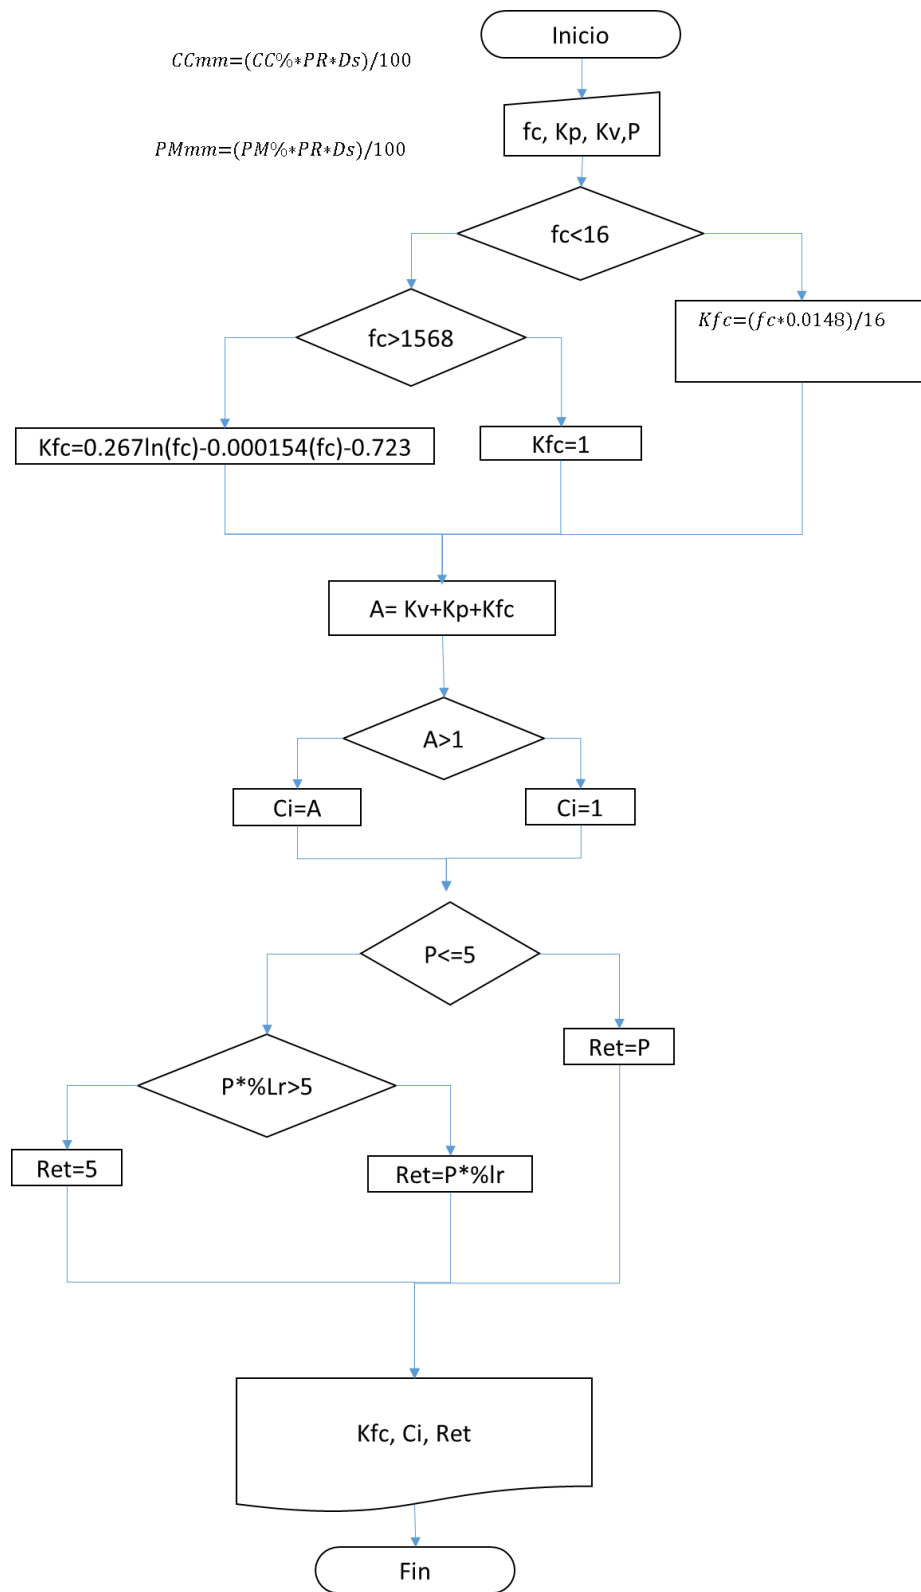 Inicio
CCmm=(CC%*PR*Ds)/100
fc, Kp, Kv,P
PMmm=(PM%*PR*Ds)/100
fc<16
fc>1568
Kfc=(fc*0.0148)/16
Kfc=0.267ln(fc)-0.000154(fc)-0.723
Kfc=1
A= Kv+Kp+Kfc
A>1
Ci=A
Ci=1
P<=5
Ret=P
P*%Lr>5
Ret=5
Ret=P*%lr
Kfc, Ci, Ret
Fin